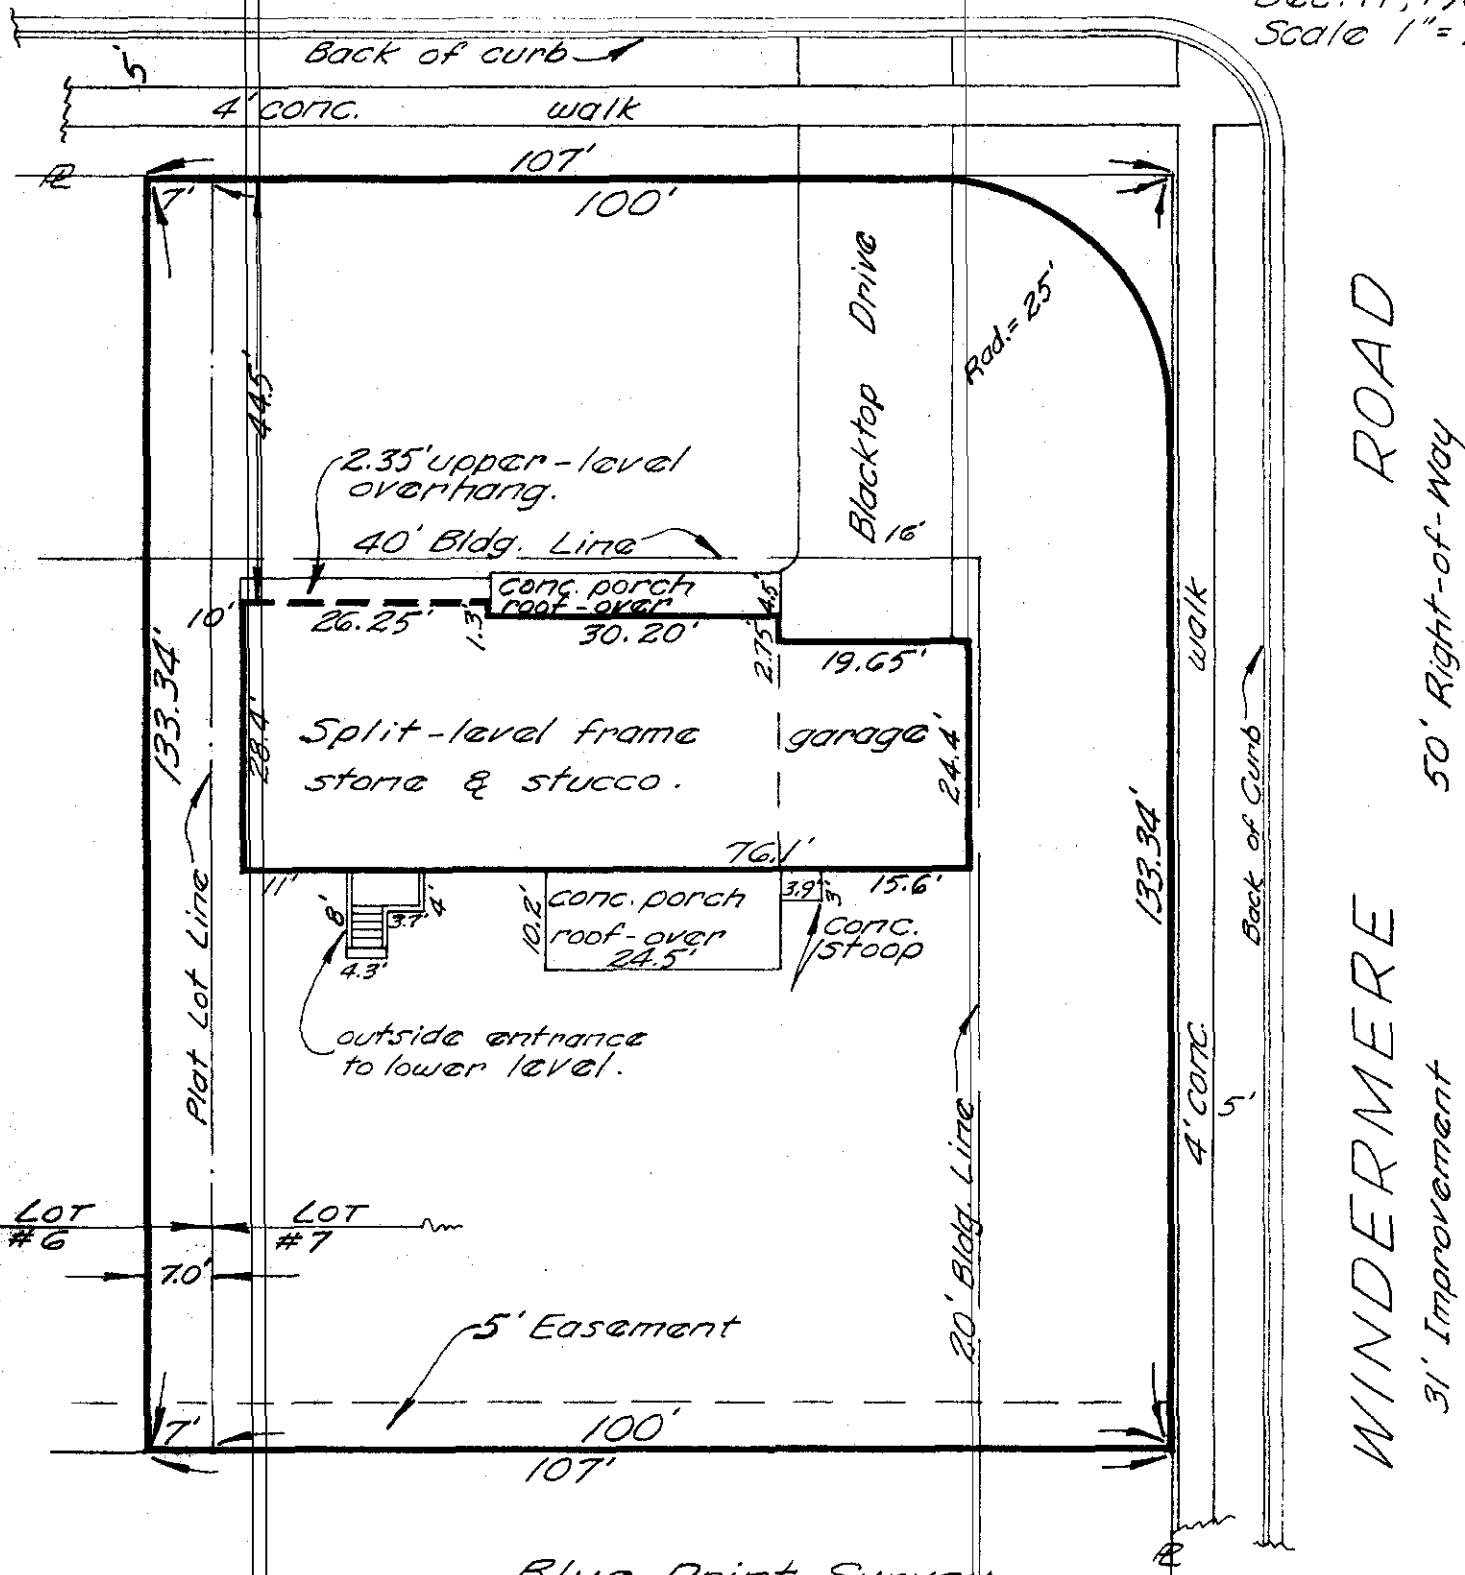 Scale 1"=
Back of curb
5'
4' conc. walk
107'
100'
7'
Blacktop Drive
Rad.= 25'
44.5'
2.35' upper-level
overhang.
40' Bldg. Line
16'
conc. porch
roof-over
4.5'
10'
26.25'
1.3'
30.20'
2.75'
19.65'
133.34'
28.4'
Split-level frame
stone & stucco.
garage
24.4'
76.1'
11'
8'
4'
3.7'
4.3'
10.2'
conc. porch
roof-over
24.5'
3.9'
3'
15.6'
conc.
stoop
outside entrance
to lower level.
Plat Lot Line
20' Bldg. Line
133.34'
walk
4' conc.
5'
Back of Curb
WINDERMERE ROAD
31' Improvement 50' Right-of-Way
LOT
#6
LOT
#7
7.0'
5' Easement
7'
100'
107'
Blue Print Survey